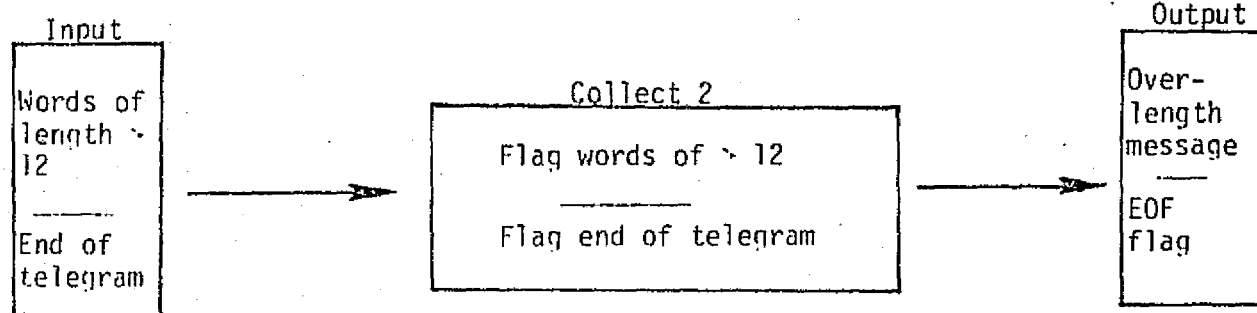 Input
Words of
length >
12
End of
telegram
Collect 2
Flag words of > 12
Flag end of telegram
Output
Over-
length
message
EOF
flag